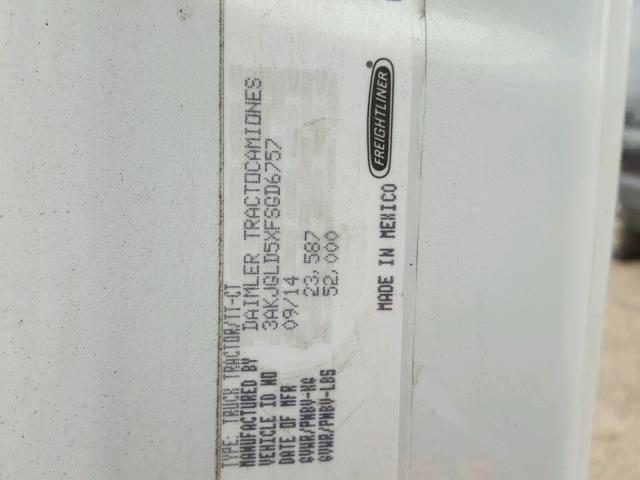 TYPE: TRUCK TRACTOR/TT-CT
MANUFACTURED BY DAIMLER TRACTOCAMIONES
VEHICLE ID NO 3AKJGLD5XFSGD6757
DATE OF MFR 09/14
GVWR/PNBV-KG 23,587
GVWR/PNBV-LBS 52,000
FREIGHTLINER
MADE IN MEXICO